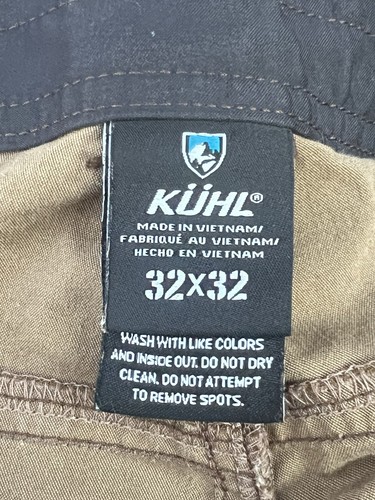 KÜHL®
MADE IN VIETNAM/
FABRIQUÉ AU VIETNAM/
HECHO EN VIETNAM
32X32
WASH WITH LIKE COLORS
AND INSIDE OUT. DO NOT DRY
CLEAN. DO NOT ATTEMPT
TO REMOVE SPOTS.